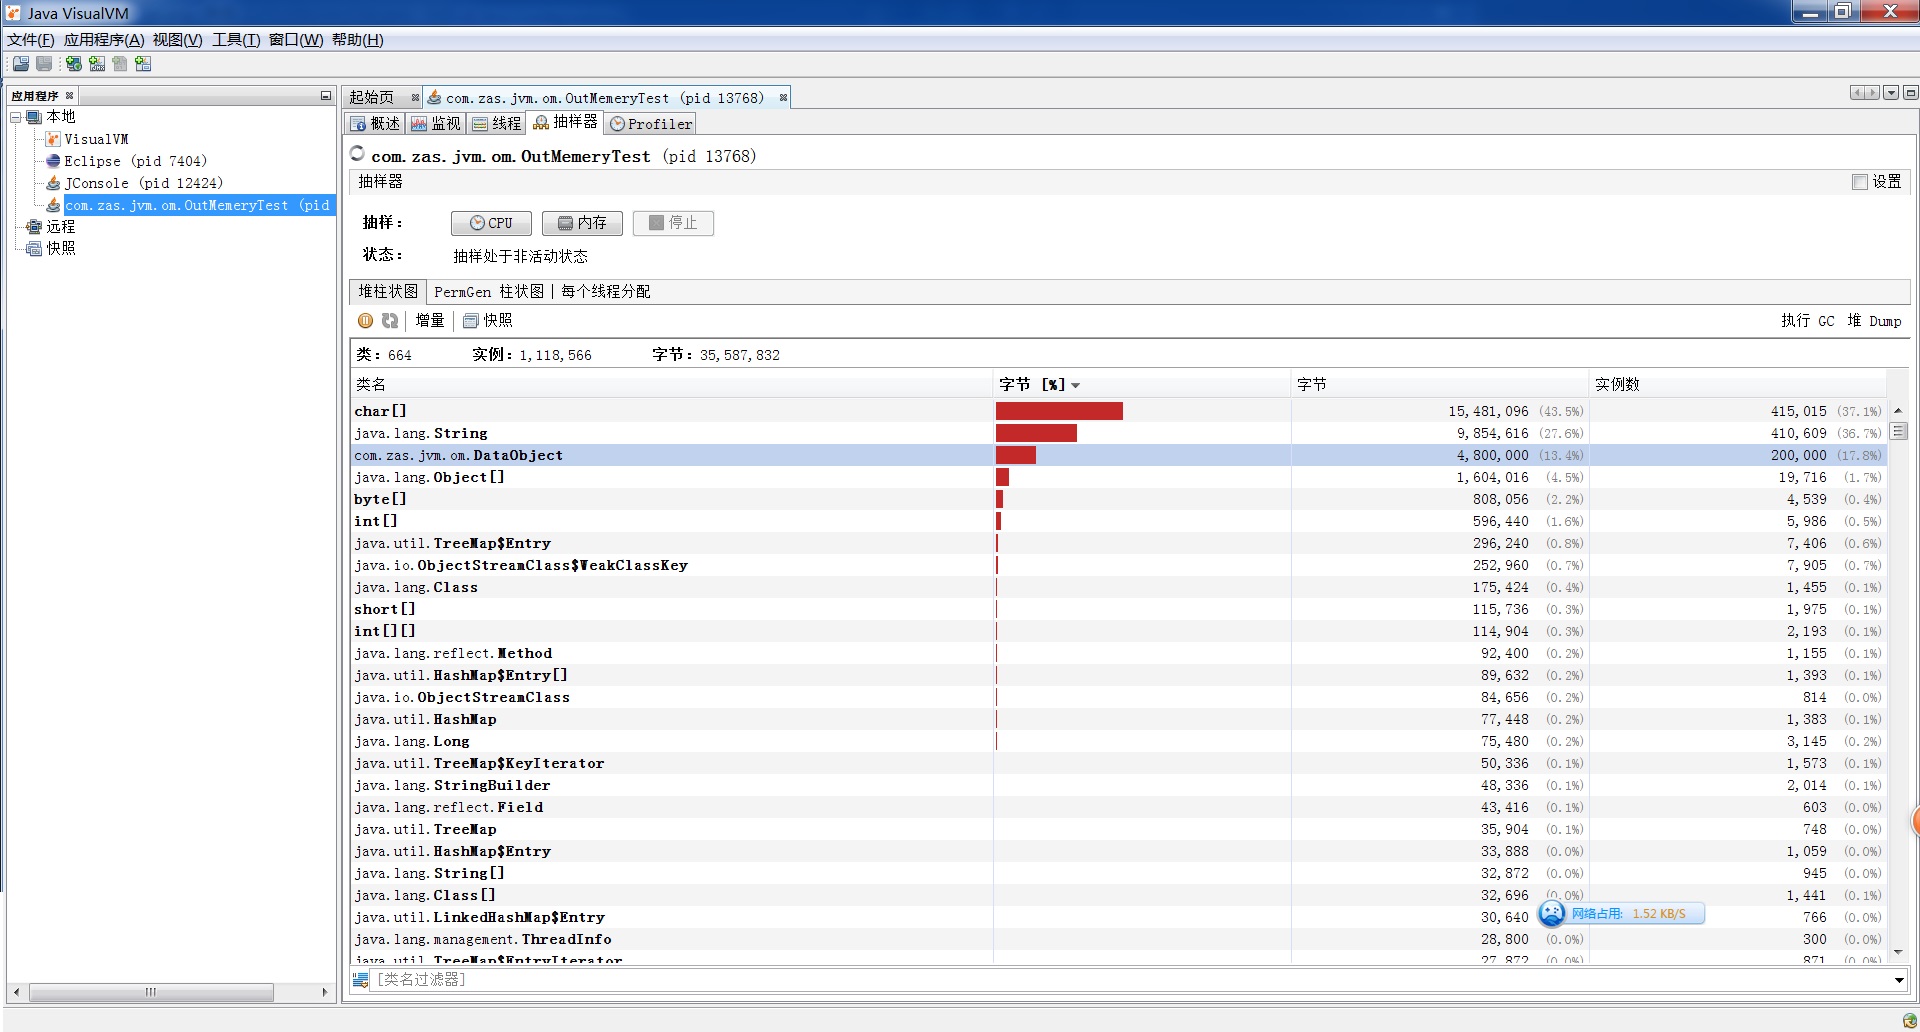 Java VisualVM
文件(F) 应用程序(A) 视图(V) 工具(T) 窗口(W) 帮助(H)
应用程序
本地
VisualVM
Eclipse (pid 7404)
JConsole (pid 12424)
com.zas.jvm.om.OutMemeryTest (pid
远程
快照
起始页 com.zas.jvm.om.OutMemeryTest (pid 13768)
概述 监视 线程 抽样器 Profiler
com.zas.jvm.om.OutMemeryTest (pid 13768)
抽样器 设置
抽样： CPU 内存 停止
状态： 抽样处于非活动状态
堆柱状图 PermGen 柱状图 | 每个线程分配
增量 快照 执行 GC 堆 Dump
类：664 实例：1,118,566 字节：35,587,832
类名 字节 [%] 字节 实例数
char[] 15,481,096 (43.5%) 415,015 (37.1%)
java.lang.String 9,854,616 (27.6%) 410,609 (36.7%)
com.zas.jvm.om.DataObject 4,800,000 (13.4%) 200,000 (17.8%)
java.lang.Object[] 1,604,016 (4.5%) 19,716 (1.7%)
byte[] 808,056 (2.2%) 4,539 (0.4%)
int[] 596,440 (1.6%) 5,986 (0.5%)
java.util.TreeMap$Entry 296,240 (0.8%) 7,406 (0.6%)
java.io.ObjectStreamClass$WeakClassKey 252,960 (0.7%) 7,905 (0.7%)
java.lang.Class 175,424 (0.4%) 1,455 (0.1%)
short[] 115,736 (0.3%) 1,975 (0.1%)
int[][] 114,904 (0.3%) 2,193 (0.1%)
java.lang.reflect.Method 92,400 (0.2%) 1,155 (0.1%)
java.util.HashMap$Entry[] 89,632 (0.2%) 1,393 (0.1%)
java.io.ObjectStreamClass 84,656 (0.2%) 814 (0.0%)
java.util.HashMap 77,448 (0.2%) 1,383 (0.1%)
java.lang.Long 75,480 (0.2%) 3,145 (0.2%)
java.util.TreeMap$KeyIterator 50,336 (0.1%) 1,573 (0.1%)
java.lang.StringBuilder 48,336 (0.1%) 2,014 (0.1%)
java.lang.reflect.Field 43,416 (0.1%) 603 (0.0%)
java.util.TreeMap 35,904 (0.1%) 748 (0.0%)
java.util.HashMap$Entry 33,888 (0.0%) 1,059 (0.0%)
java.lang.String[] 32,872 (0.0%) 945 (0.0%)
java.lang.Class[] 32,696 (0.0%) 1,441 (0.1%)
java.util.LinkedHashMap$Entry 30,640 766 (0.0%)
网络占用: 1.52 KB/S
java.lang.management.ThreadInfo 28,800 (0.0%) 300 (0.0%)
java.util.TreeMap$EntryIterator 27,872 (0.0%) 871 (0.0%)
[类名过滤器]